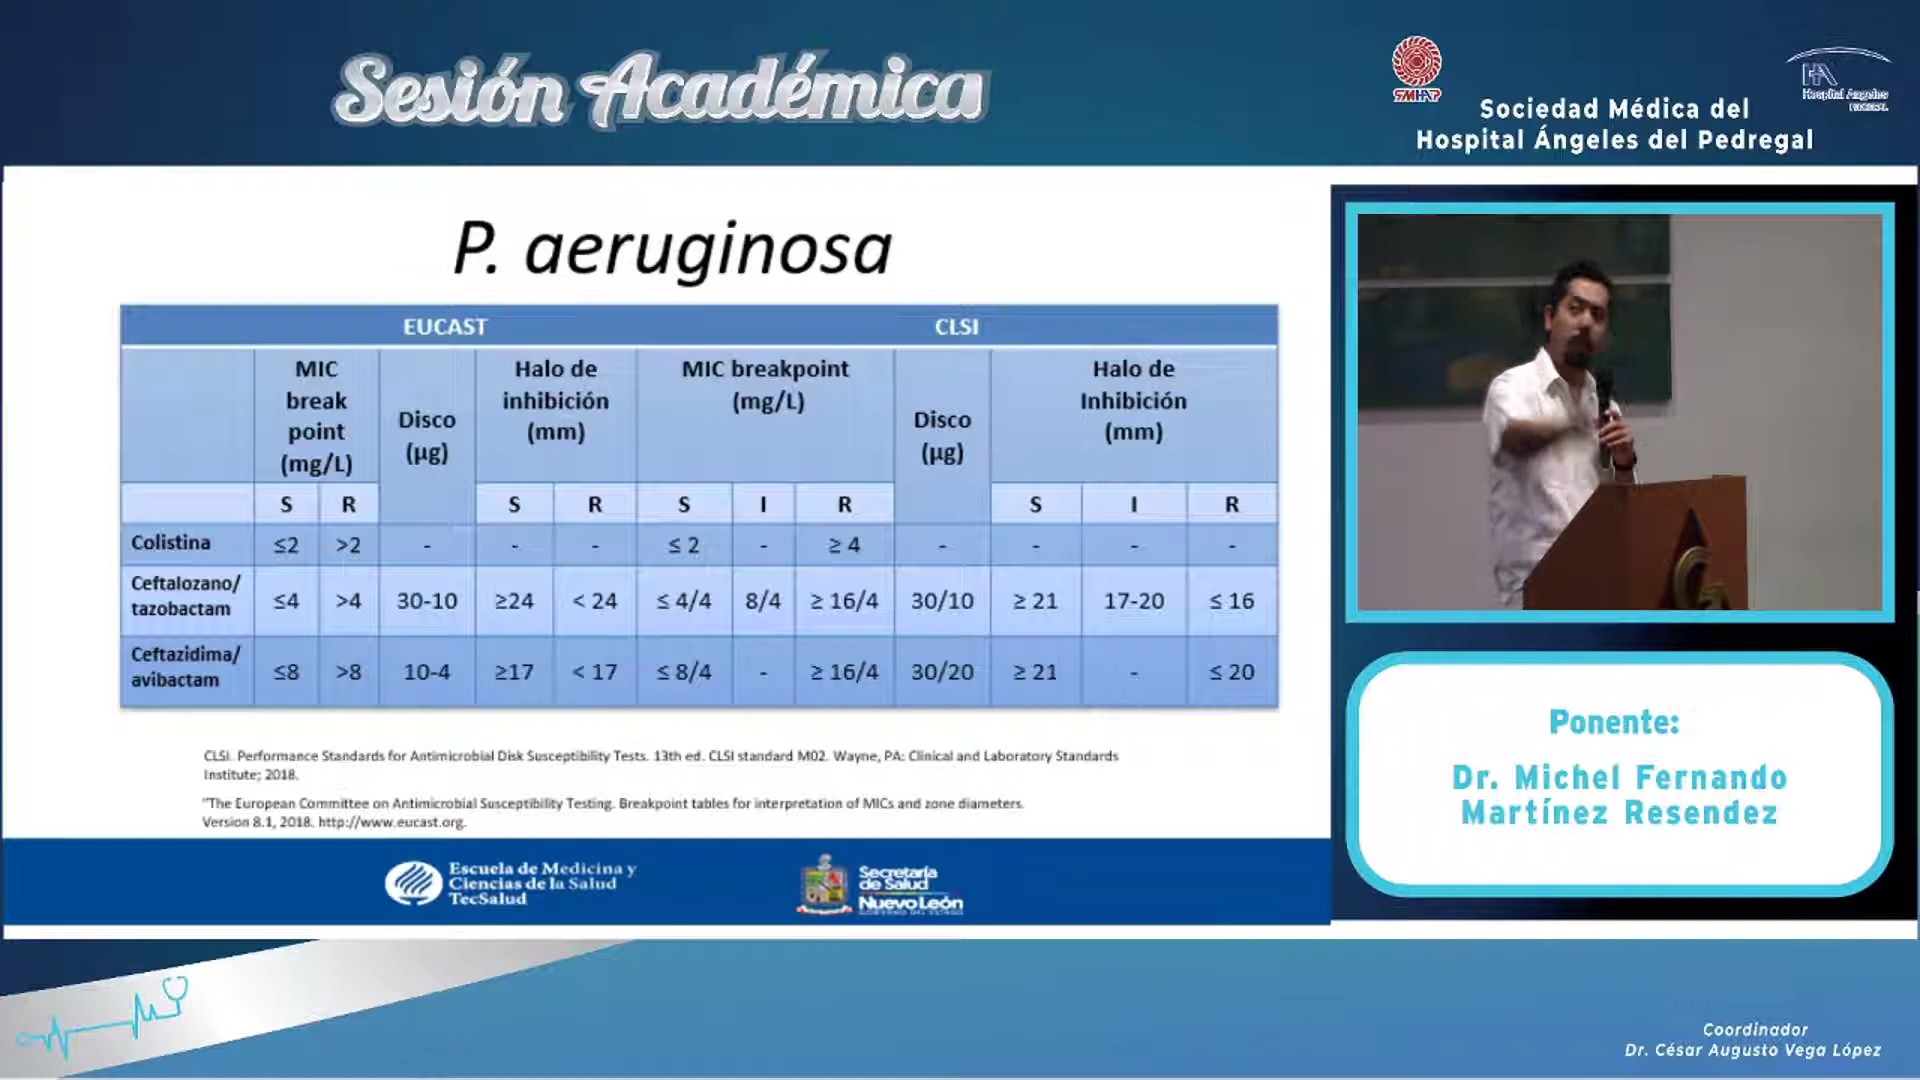 Sesión Académica
SMHAP
Hospital Angeles
PEDREGAL
Sociedad Médica del
Hospital Ángeles del Pedregal
P. aeruginosa
EUCAST CLSI
MIC break point (mg/L) Disco (µg) Halo de inhibición (mm) MIC breakpoint (mg/L) Disco (µg) Halo de Inhibición (mm)
S R S R S I R S I R
Colistina ≤2 >2 - - - ≤ 2 - ≥ 4 - - - -
Ceftalozano/ tazobactam ≤4 >4 30-10 ≥24 < 24 ≤ 4/4 8/4 ≥ 16/4 30/10 ≥ 21 17-20 ≤ 16
Ceftazidima/ avibactam ≤8 >8 10-4 ≥17 < 17 ≤ 8/4 - ≥ 16/4 30/20 ≥ 21 - ≤ 20
CLSI. Performance Standards for Antimicrobial Disk Susceptibility Tests. 13th ed. CLSI standard M02. Wayne, PA: Clinical and Laboratory Standards
Institute; 2018.
"The European Committee on Antimicrobial Susceptibility Testing. Breakpoint tables for interpretation of MICs and zone diameters.
Version 8.1, 2018. http://www.eucast.org.
Escuela de Medicina y
Ciencias de la Salud
TecSalud
Secretaría
de Salud
Nuevo León
GOBIERNO DEL ESTADO
Ponente:
Dr. Michel Fernando
Martínez Resendez
Coordinador
Dr. César Augusto Vega López